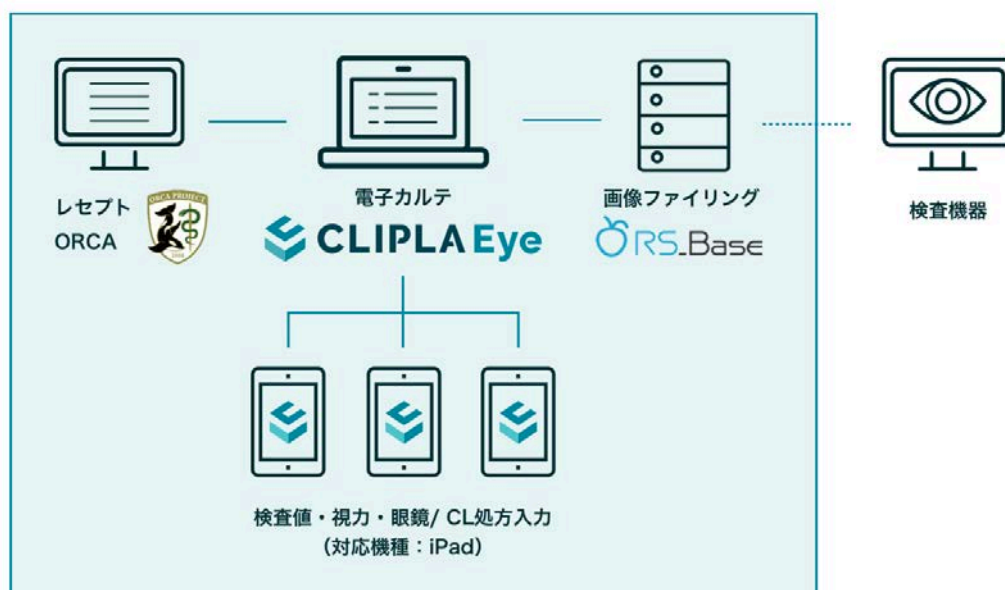 レセプト
ORCA
ORCA PROJECT
電子カルテ
CLIPLA Eye
画像ファイリング
RS_Base
検査機器
検査値・視力・眼鏡/ CL処方入力
（対応機種：iPad）